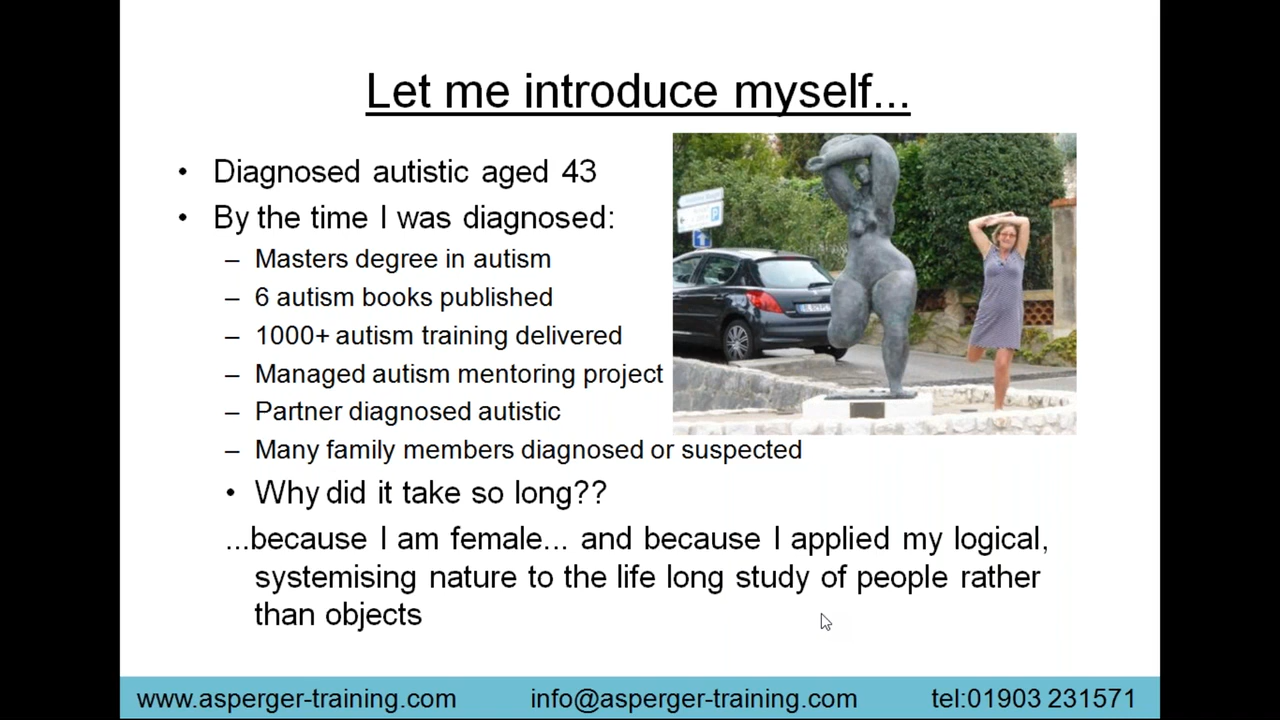 Let me introduce myself...
• Diagnosed autistic aged 43
• By the time I was diagnosed:
– Masters degree in autism
– 6 autism books published
– 1000+ autism training delivered
– Managed autism mentoring project
– Partner diagnosed autistic
– Many family members diagnosed or suspected
• Why did it take so long??
...because I am female... and because I applied my logical,
systemising nature to the life long study of people rather
than objects
P
www.asperger-training.com info@asperger-training.com tel:01903 231571